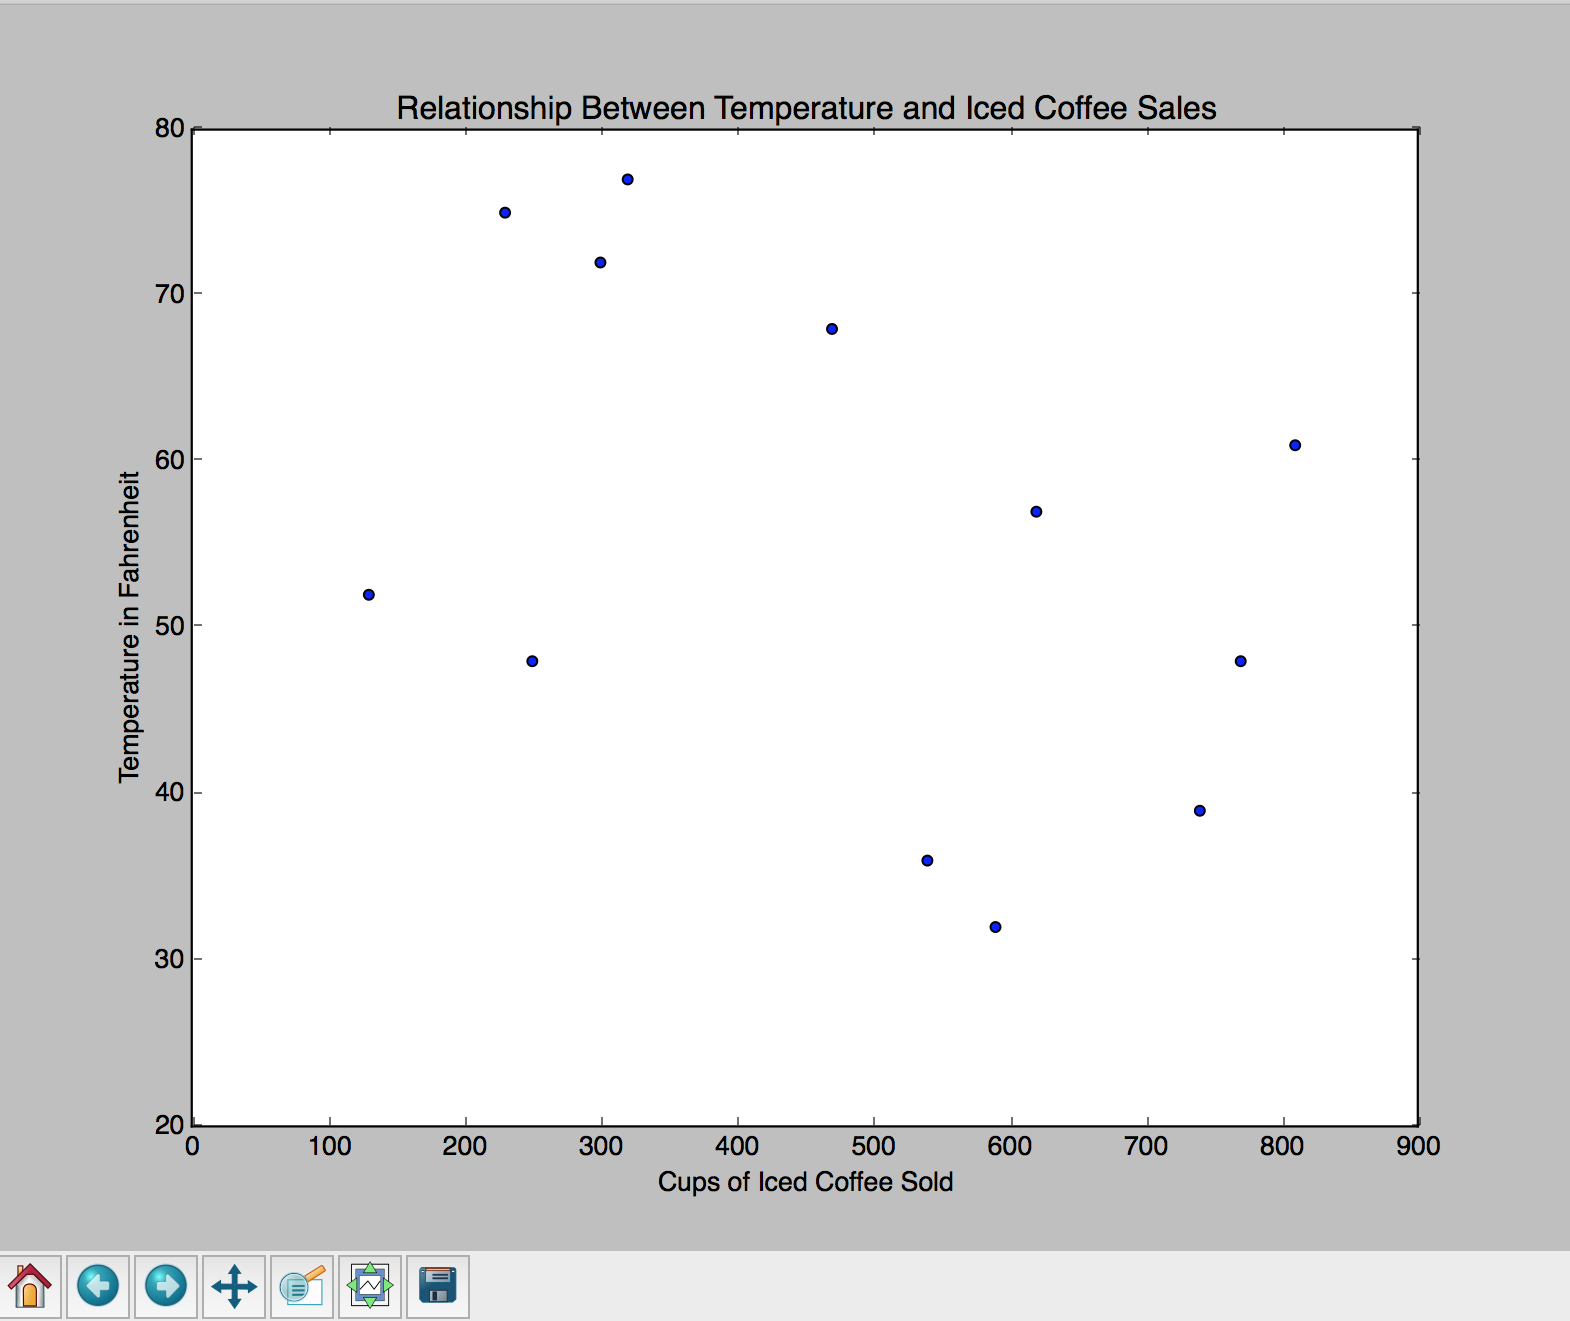 Relationship Between Temperature and Iced Coffee Sales
80
70
60
50
40
30
20
Temperature in Fahrenheit
0 100 200 300 400 500 600 700 800 900
Cups of Iced Coffee Sold